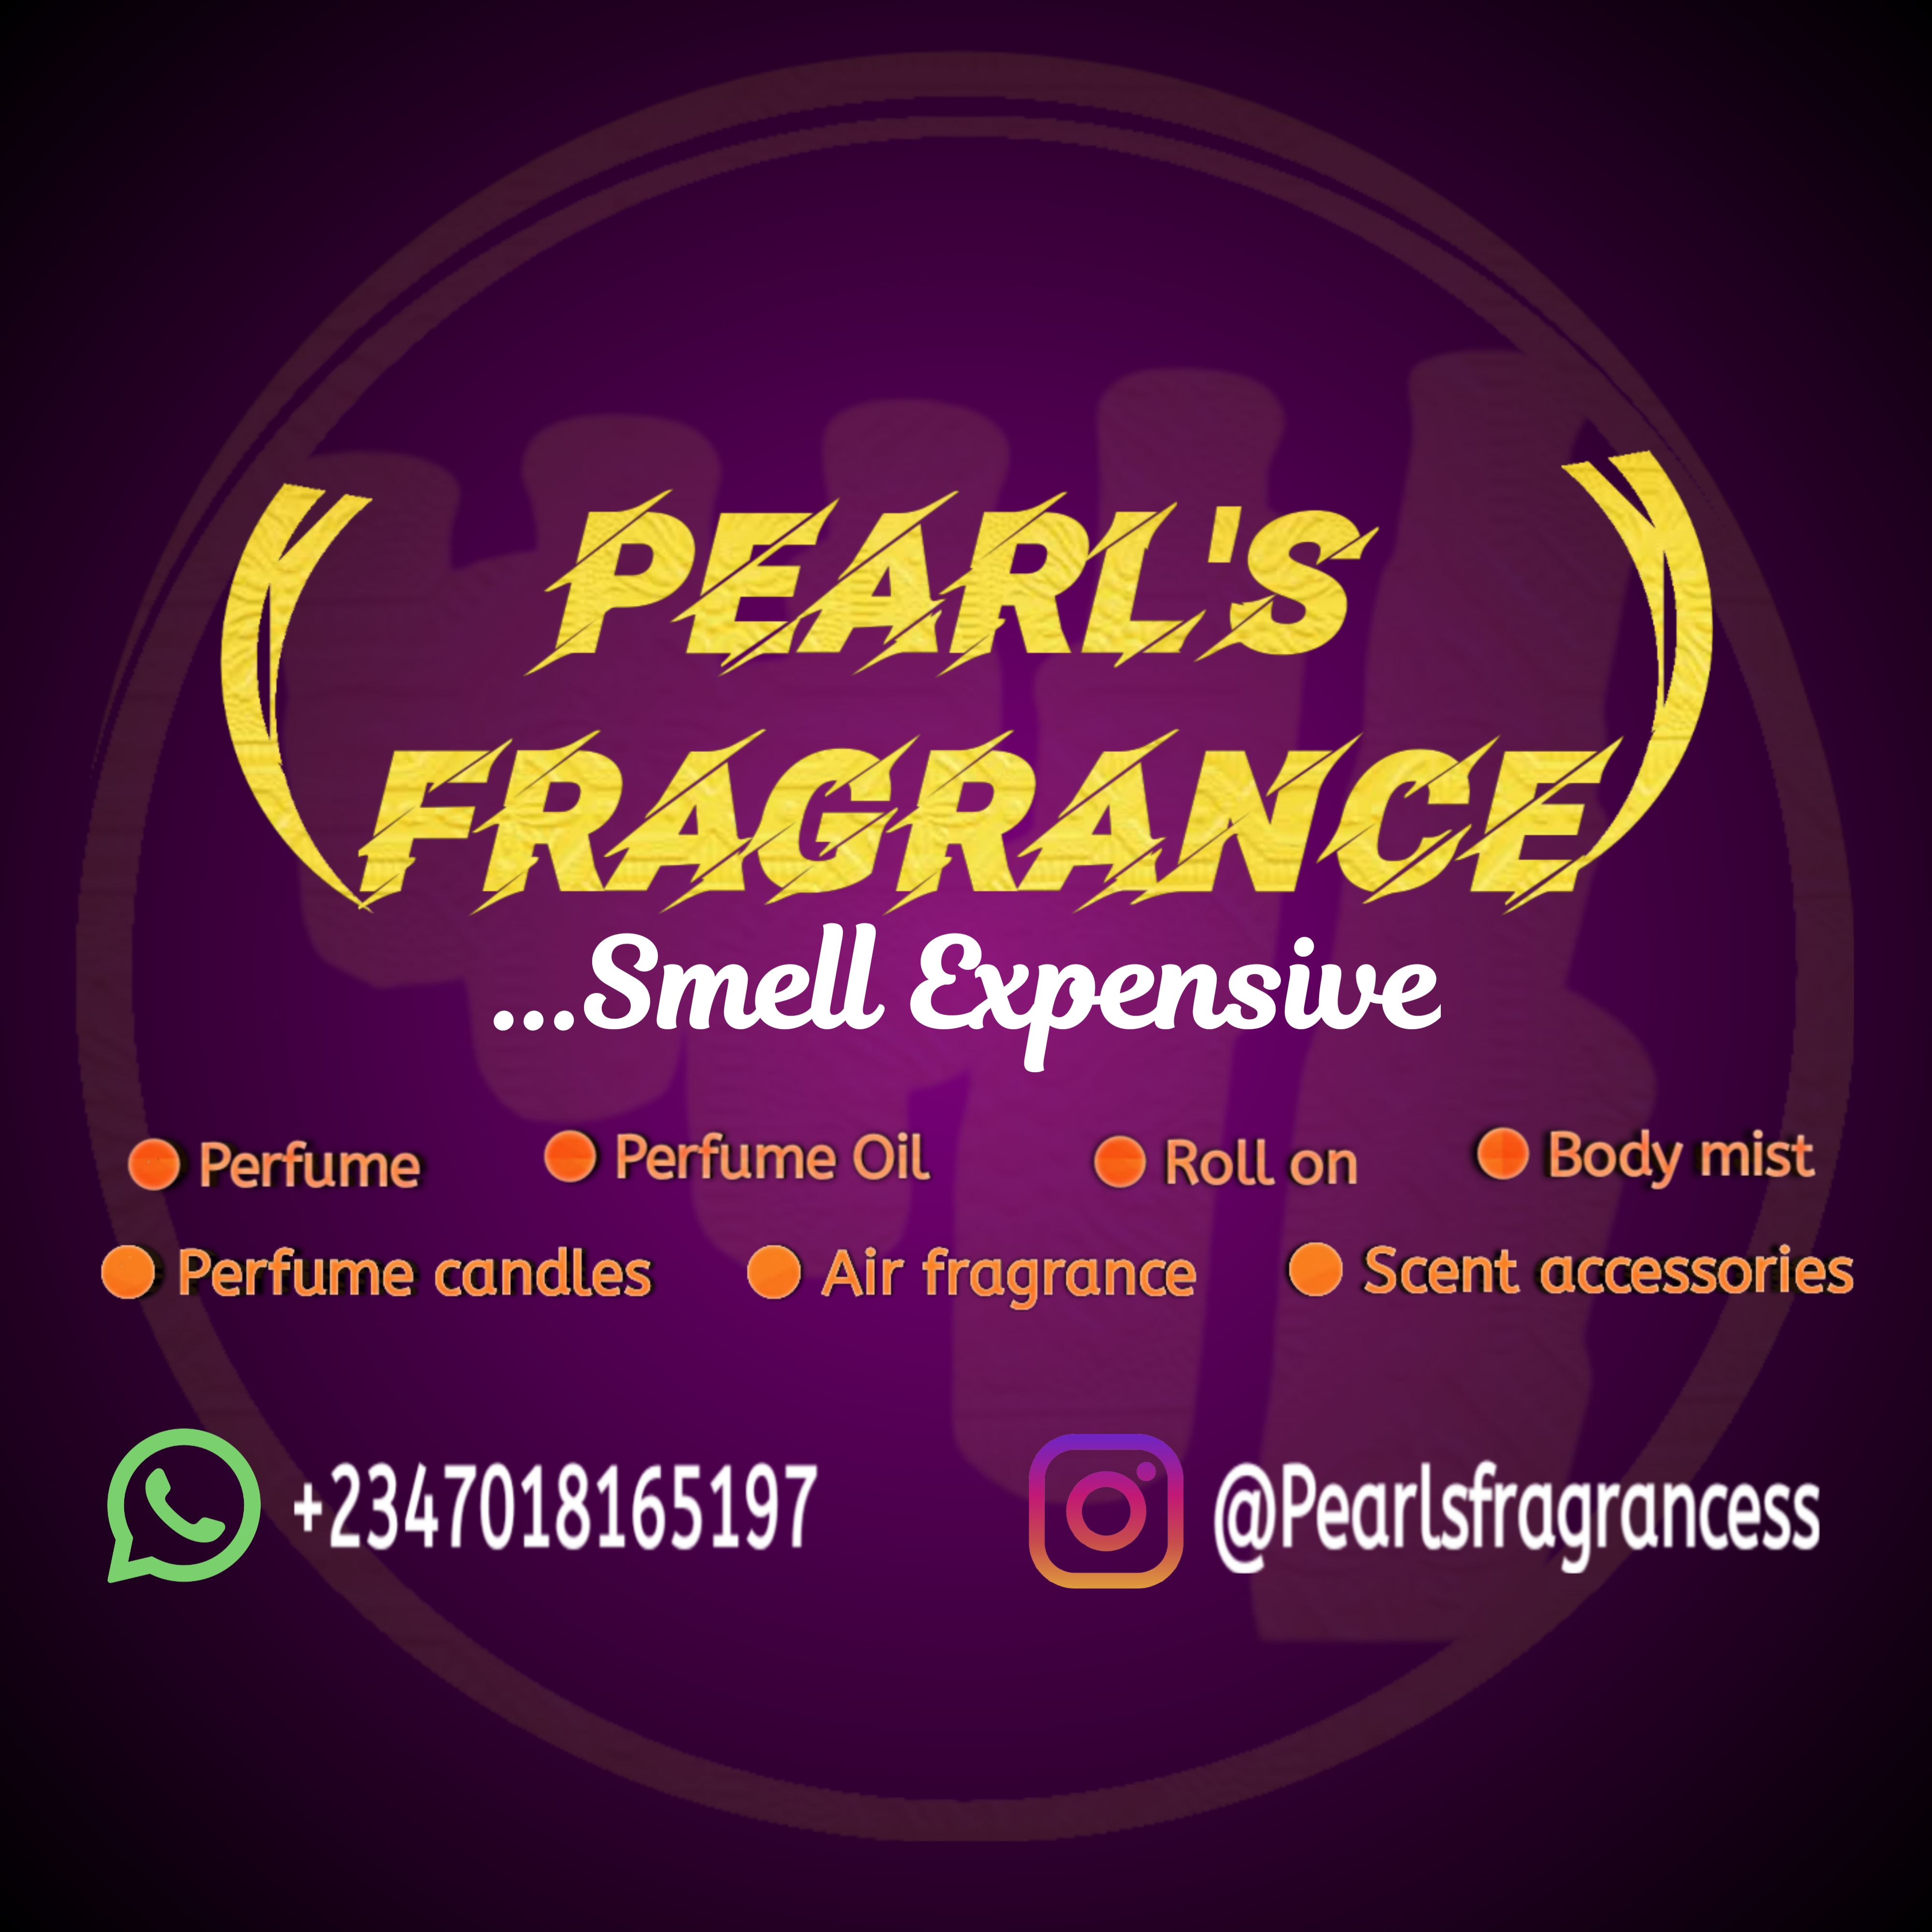 PEARL'S
FRAGRANCE
...Smell Expensive
Perfume Perfume Oil Roll on Body mist
Perfume candles Air fragrance Scent accessories
+2347018165197 @Pearlsfragrancess